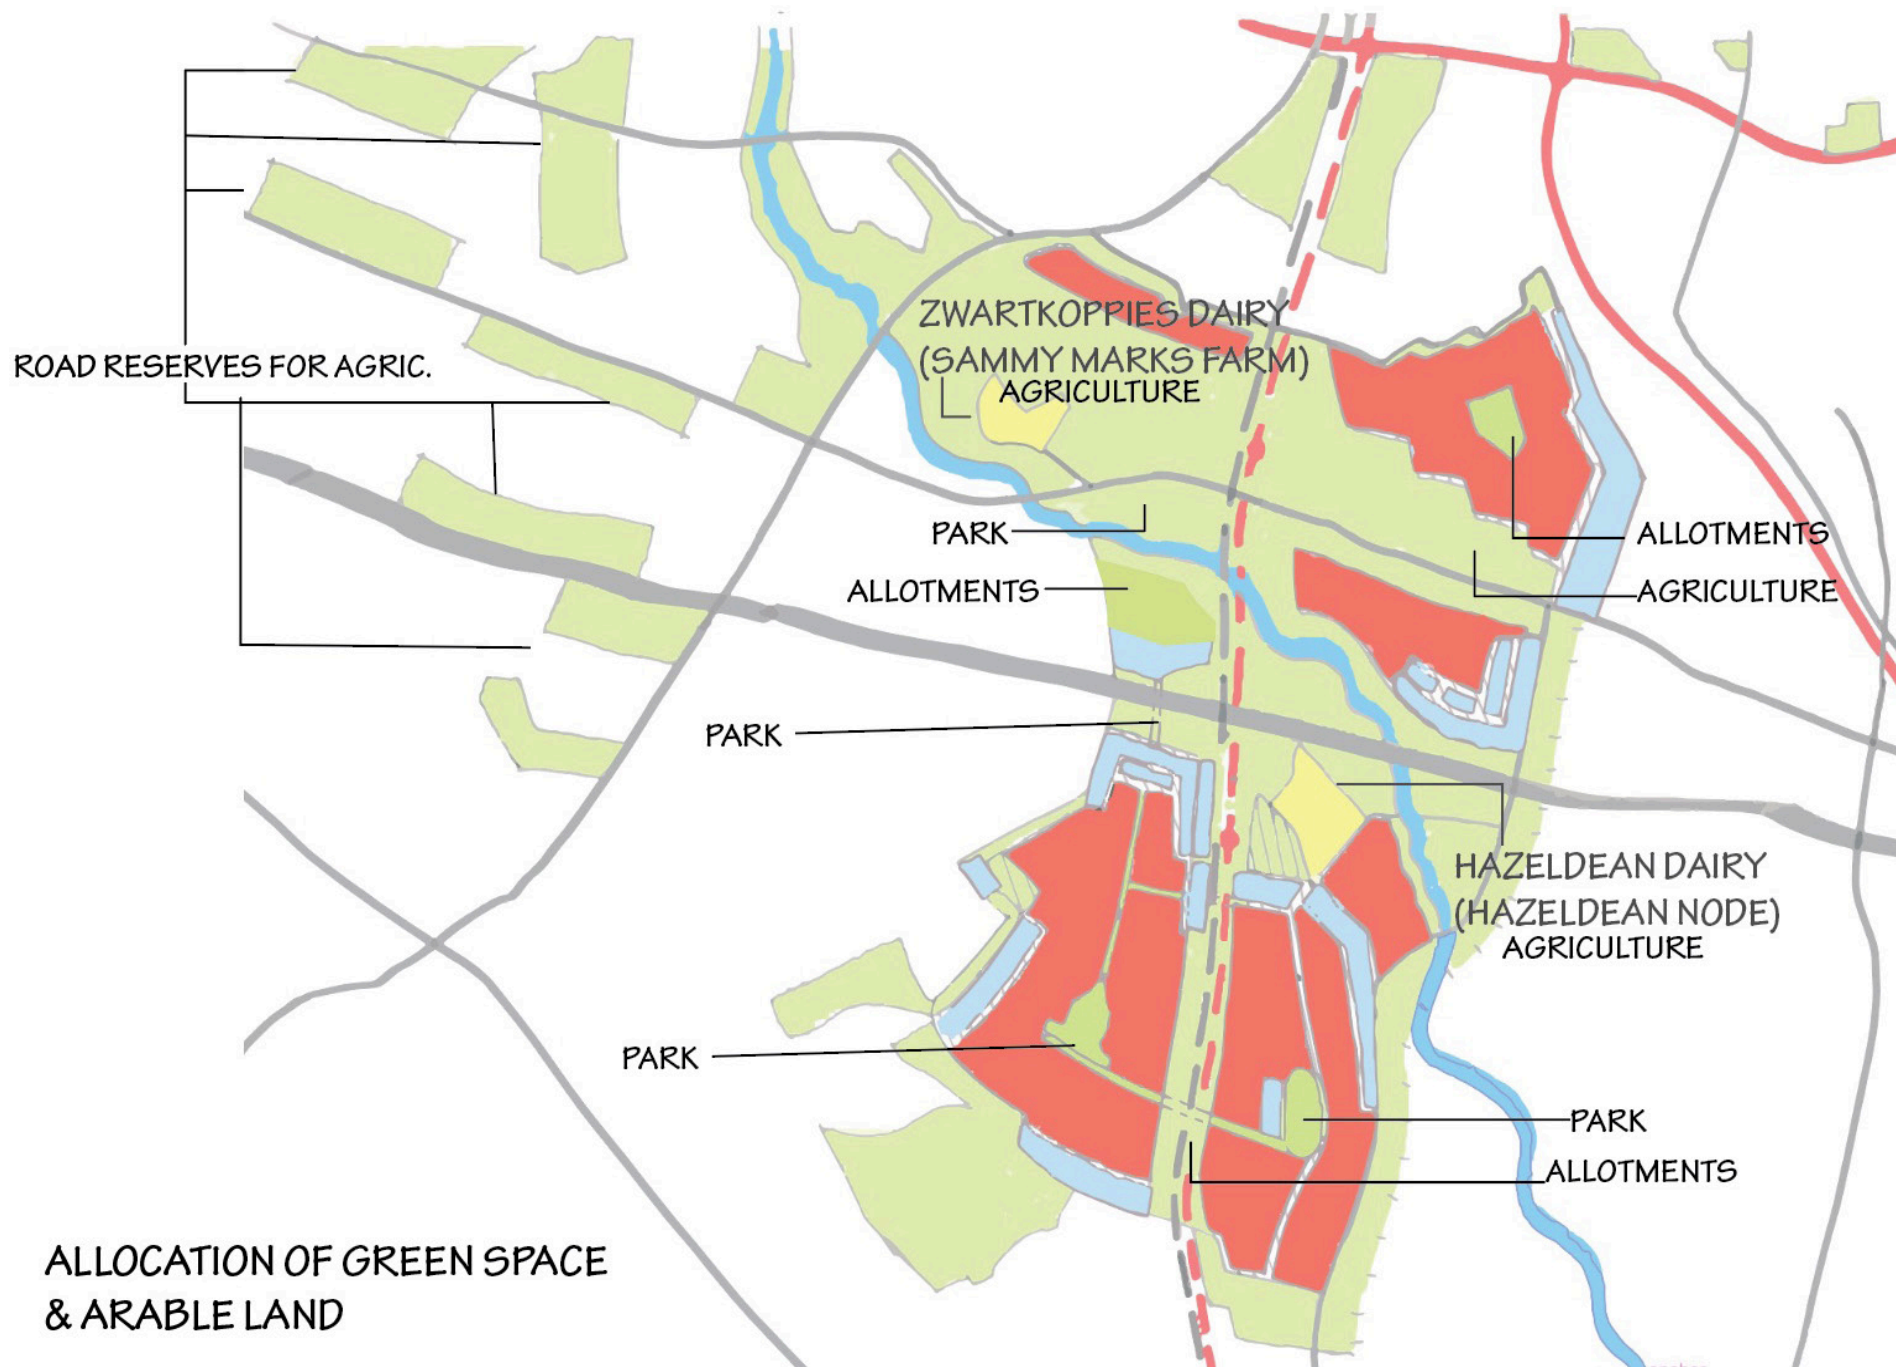 ZWARTKOPPIES DAIRY
(SAMMY MARKS FARM)
AGRICULTURE
ROAD RESERVES FOR AGRIC.
PARK
ALLOTMENTS
ALLOTMENTS
AGRICULTURE
PARK
HAZELDEAN DAIRY
(HAZELDEAN NODE)
AGRICULTURE
PARK
PARK
ALLOTMENTS
ALLOCATION OF GREEN SPACE
& ARABLE LAND